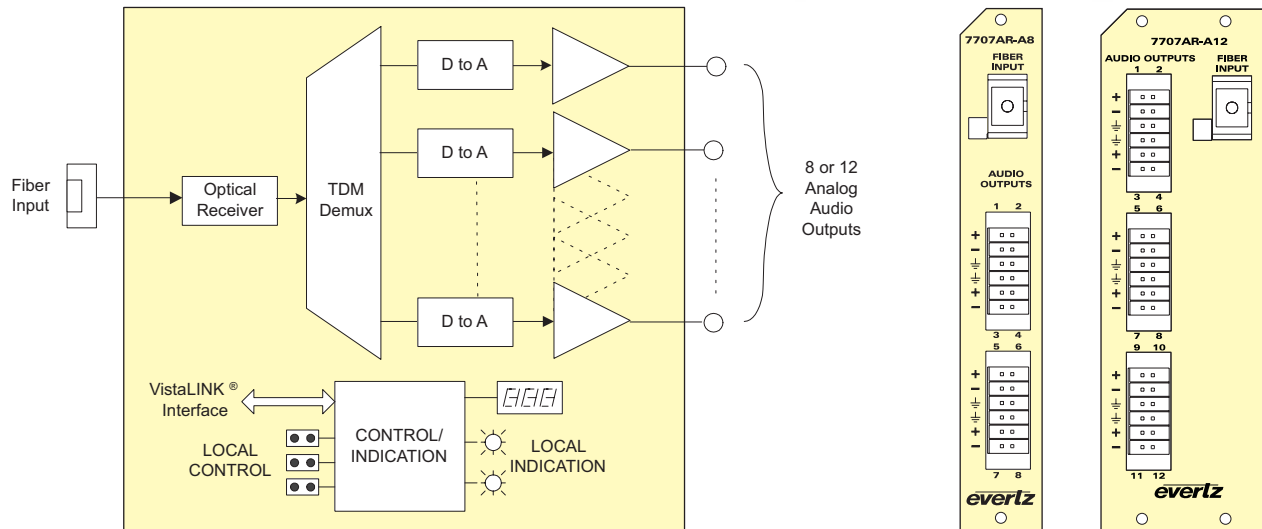 Fiber
Input
Optical
Receiver
TDM
Demux
D to A
D to A
D to A
8 or 12
Analog
Audio
Outputs
VistaLINK ®
Interface
LOCAL
CONTROL
CONTROL/
INDICATION
LOCAL
INDICATION
7707AR-A8
FIBER
INPUT
AUDIO
OUTPUTS
1 2
+
−
+
−
3 4
5 6
+
−
+
−
7 8
evertz
7707AR-A12
AUDIO OUTPUTS
1 2
FIBER
INPUT
+
−
+
−
3 4
5 6
+
−
+
−
7 8
9 10
+
−
+
−
11 12
evertz